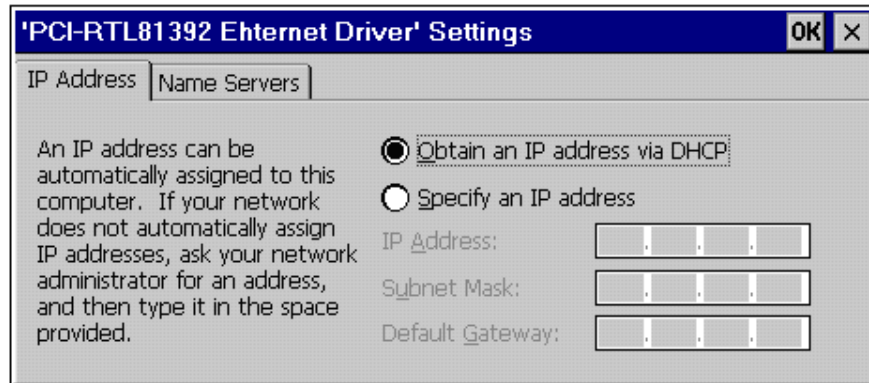 'PCI-RTL81392 Ehternet Driver' Settings OK ×
IP Address Name Servers
An IP address can be
automatically assigned to this
computer. If your network
does not automatically assign
IP addresses, ask your network
administrator for an address,
and then type it in the space
provided.
Obtain an IP address via DHCP
Specify an IP address
IP Address:
Subnet Mask:
Default Gateway: